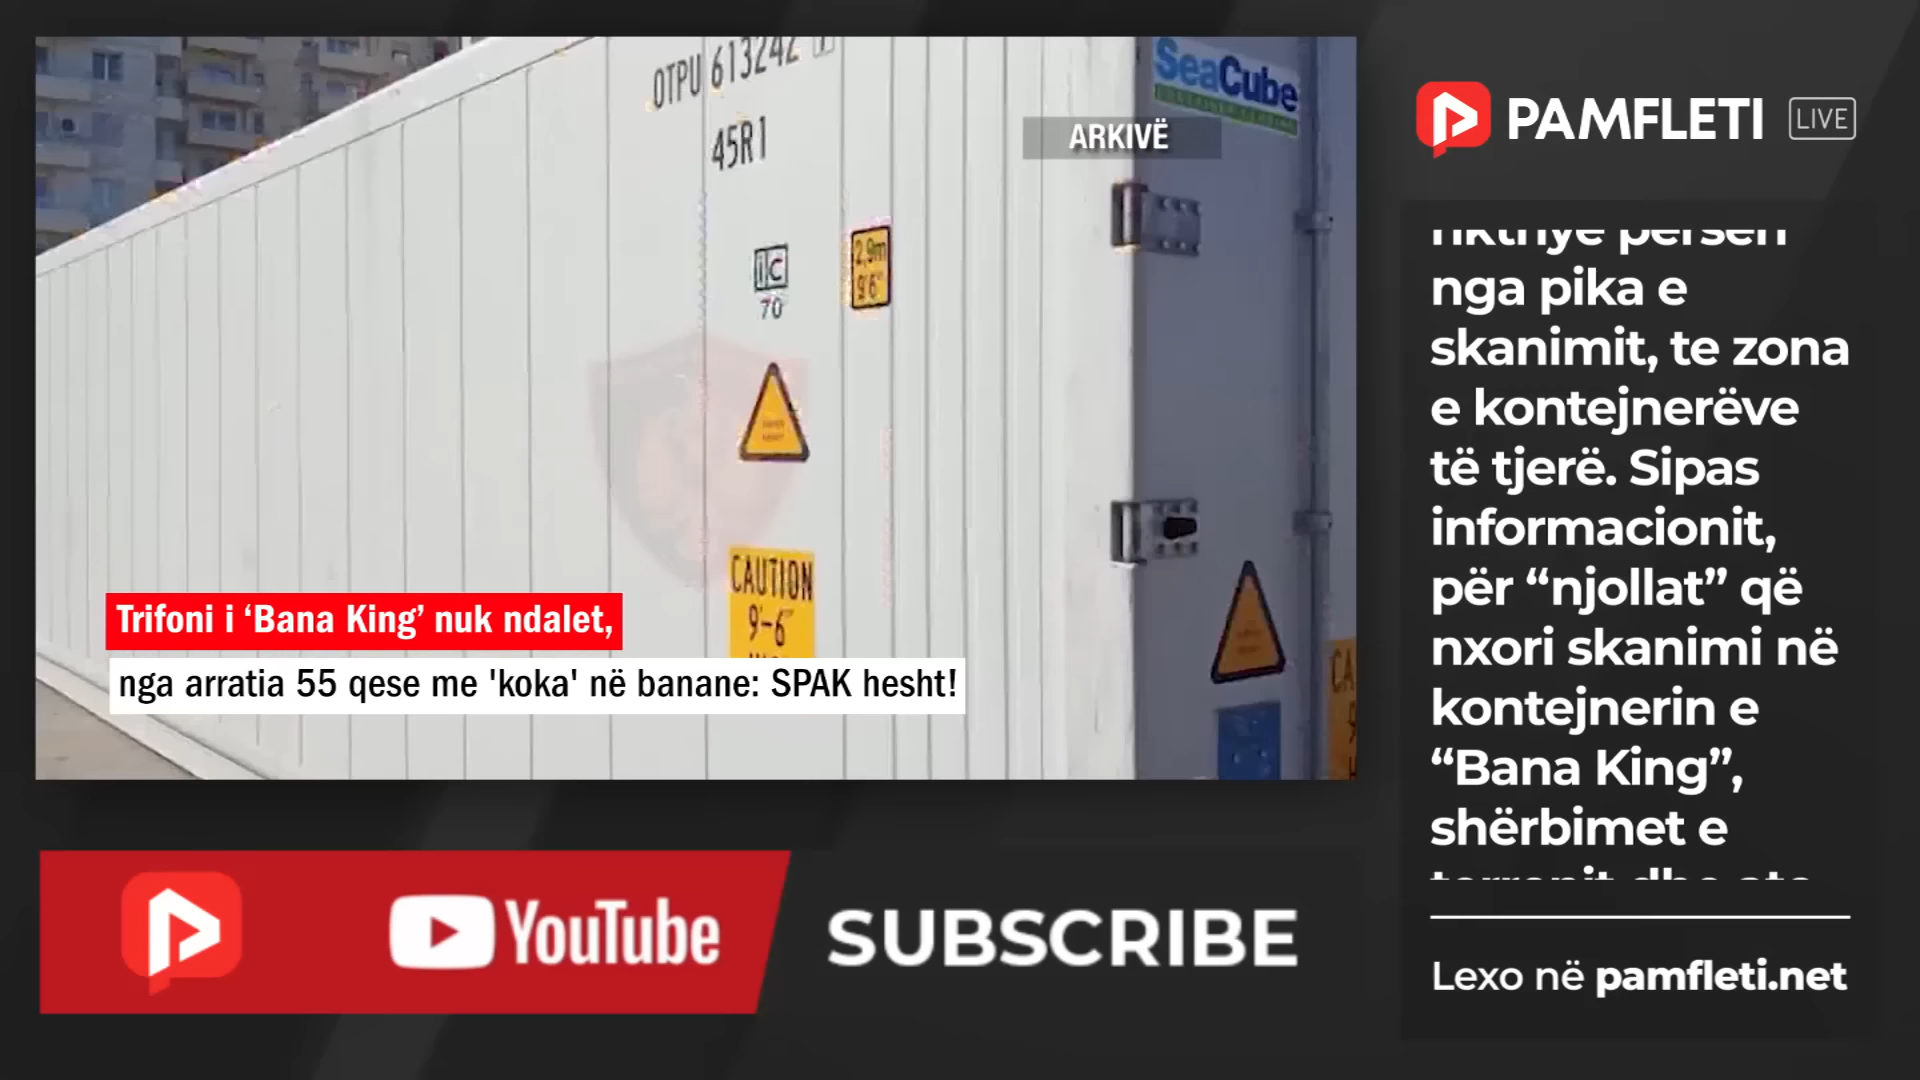 OTPU 613242
45R1
SeaCube
ARKIVË
i c
70
2,9m
9'6"
CAUTION
9-6"
CA
Trifoni i ‘Bana King’ nuk ndalet,
nga arratia 55 qese me 'koka' në banane: SPAK hesht!
YouTube
SUBSCRIBE
PAMFLETI
LIVE
nga pika e
skanimit, te zona
e kontejnerëve
të tjerë. Sipas
informacionit,
për “njollat” që
nxori skanimi në
kontejnerin e
“Bana King”,
shërbimet e
Lexo në pamfleti.net